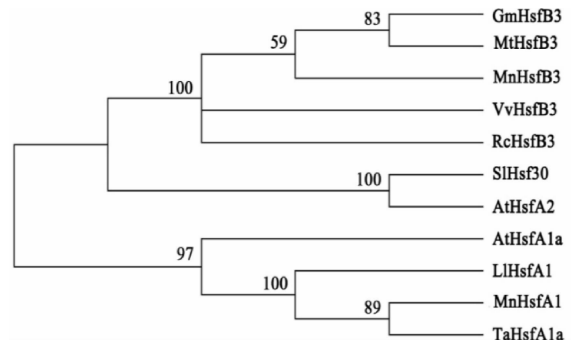 GmHsfB3
83
MtHsfB3
59
MnHsfB3
100
VvHsfB3
RcHsfB3
SlHsf30
100
AtHsfA2
AtHsfA1a
97
LlHsfA1
100
MnHsfA1
89
TaHsfA1a